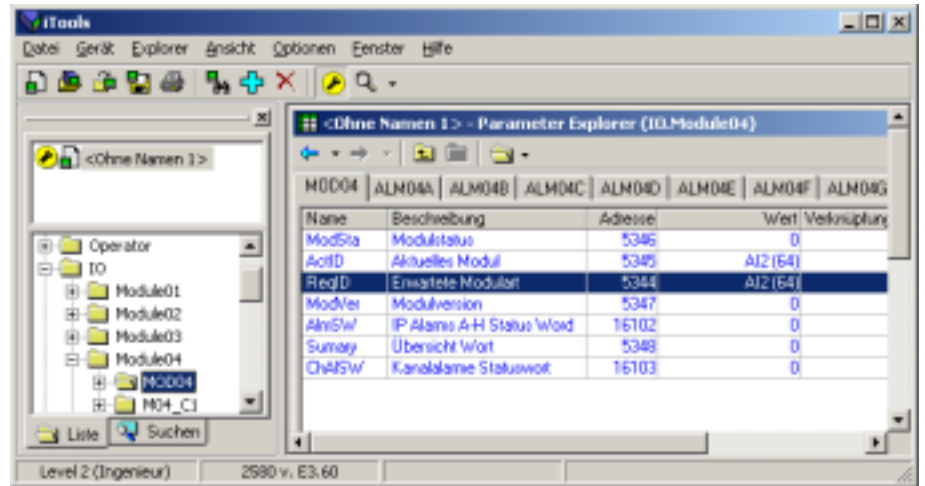 iTools
Datei Gerät Explorer Ansicht Optionen Fenster Hilfe
<Ohne Namen 1>
Operator
IO
Module01
Module02
Module03
Module04
MOD04
M04_C1
Liste Suchen
<Ohne Namen 1> - Parameter Explorer (IO.Module04)
MOD04 ALM04A ALM04B ALM04C ALM04D ALM04E ALM04F ALM04G
Name Beschreibung Adresse Wert Verknüpfung
ModSta Modulstatus 5346 0
ActID Aktuelles Modul 5345 AI2 (64)
ReqID Erwartete Modulart 5344 AI2 (64)
ModVer Modulversion 5347 0
AlmSW IP Alarms A-H Status Word 16102 0
Sumary Übersicht Wort 5348 0
ChAlSW Kanalalarme Statuswort 16103 0
Level 2 (Ingenieur) 2580 v. E3.60